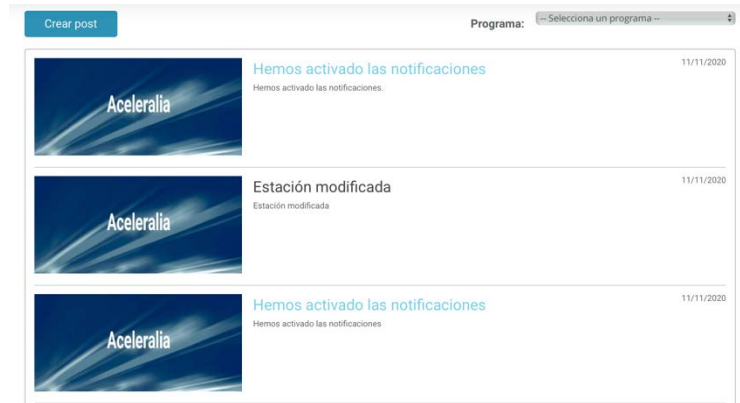 Crear post
Programa:
-- Selecciona un programa --
Aceleralia
Hemos activado las notificaciones
11/11/2020
Hemos activado las notificaciones.
Aceleralia
Estación modificada
11/11/2020
Estación modificada
Aceleralia
Hemos activado las notificaciones
11/11/2020
Hemos activado las notificaciones